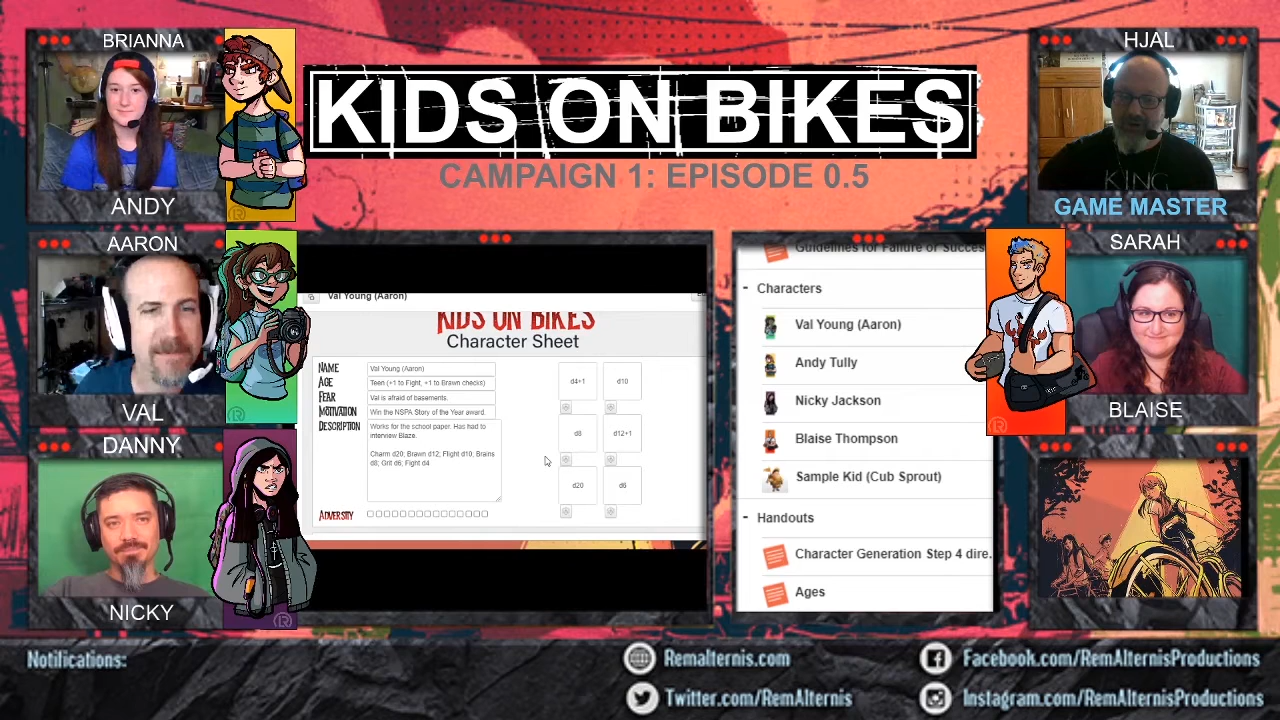 BRIANNA
ANDY
AARON
VAL
DANNY
NICKY
KIDS ON BIKES
CAMPAIGN 1: EPISODE 0.5
HJAL
KING
GAME MASTER
SARAH
BLAISE
Val Young (Aaron)
KIDS ON BIKES
Character Sheet
NAME Val Young (Aaron)
AGE Teen (+1 to Fight, +1 to Brawn checks)
FEAR Val is afraid of basements.
MOTIVATION Win the NSPA Story of the Year award.
DESCRIPTION Works for the school paper. Has had to
interview Blaze.
Charm d20; Brawn d12, Flight d10; Brains
d8; Grit d6; Fight d4
ADVERSITY
d4+1 d10
d8 d12+1
d20 d6
Guidelines for Failure or Succes
- Characters
Val Young (Aaron)
Andy Tully
Nicky Jackson
Blaise Thompson
Sample Kid (Cub Sprout)
- Handouts
Character Generation Step 4 dire...
Ages
Notifications:
Remalternis.com
Facebook.com/RemAlternisProductions
Twitter.com/RemAlternis
Instagram.com/RemAlternisProductions